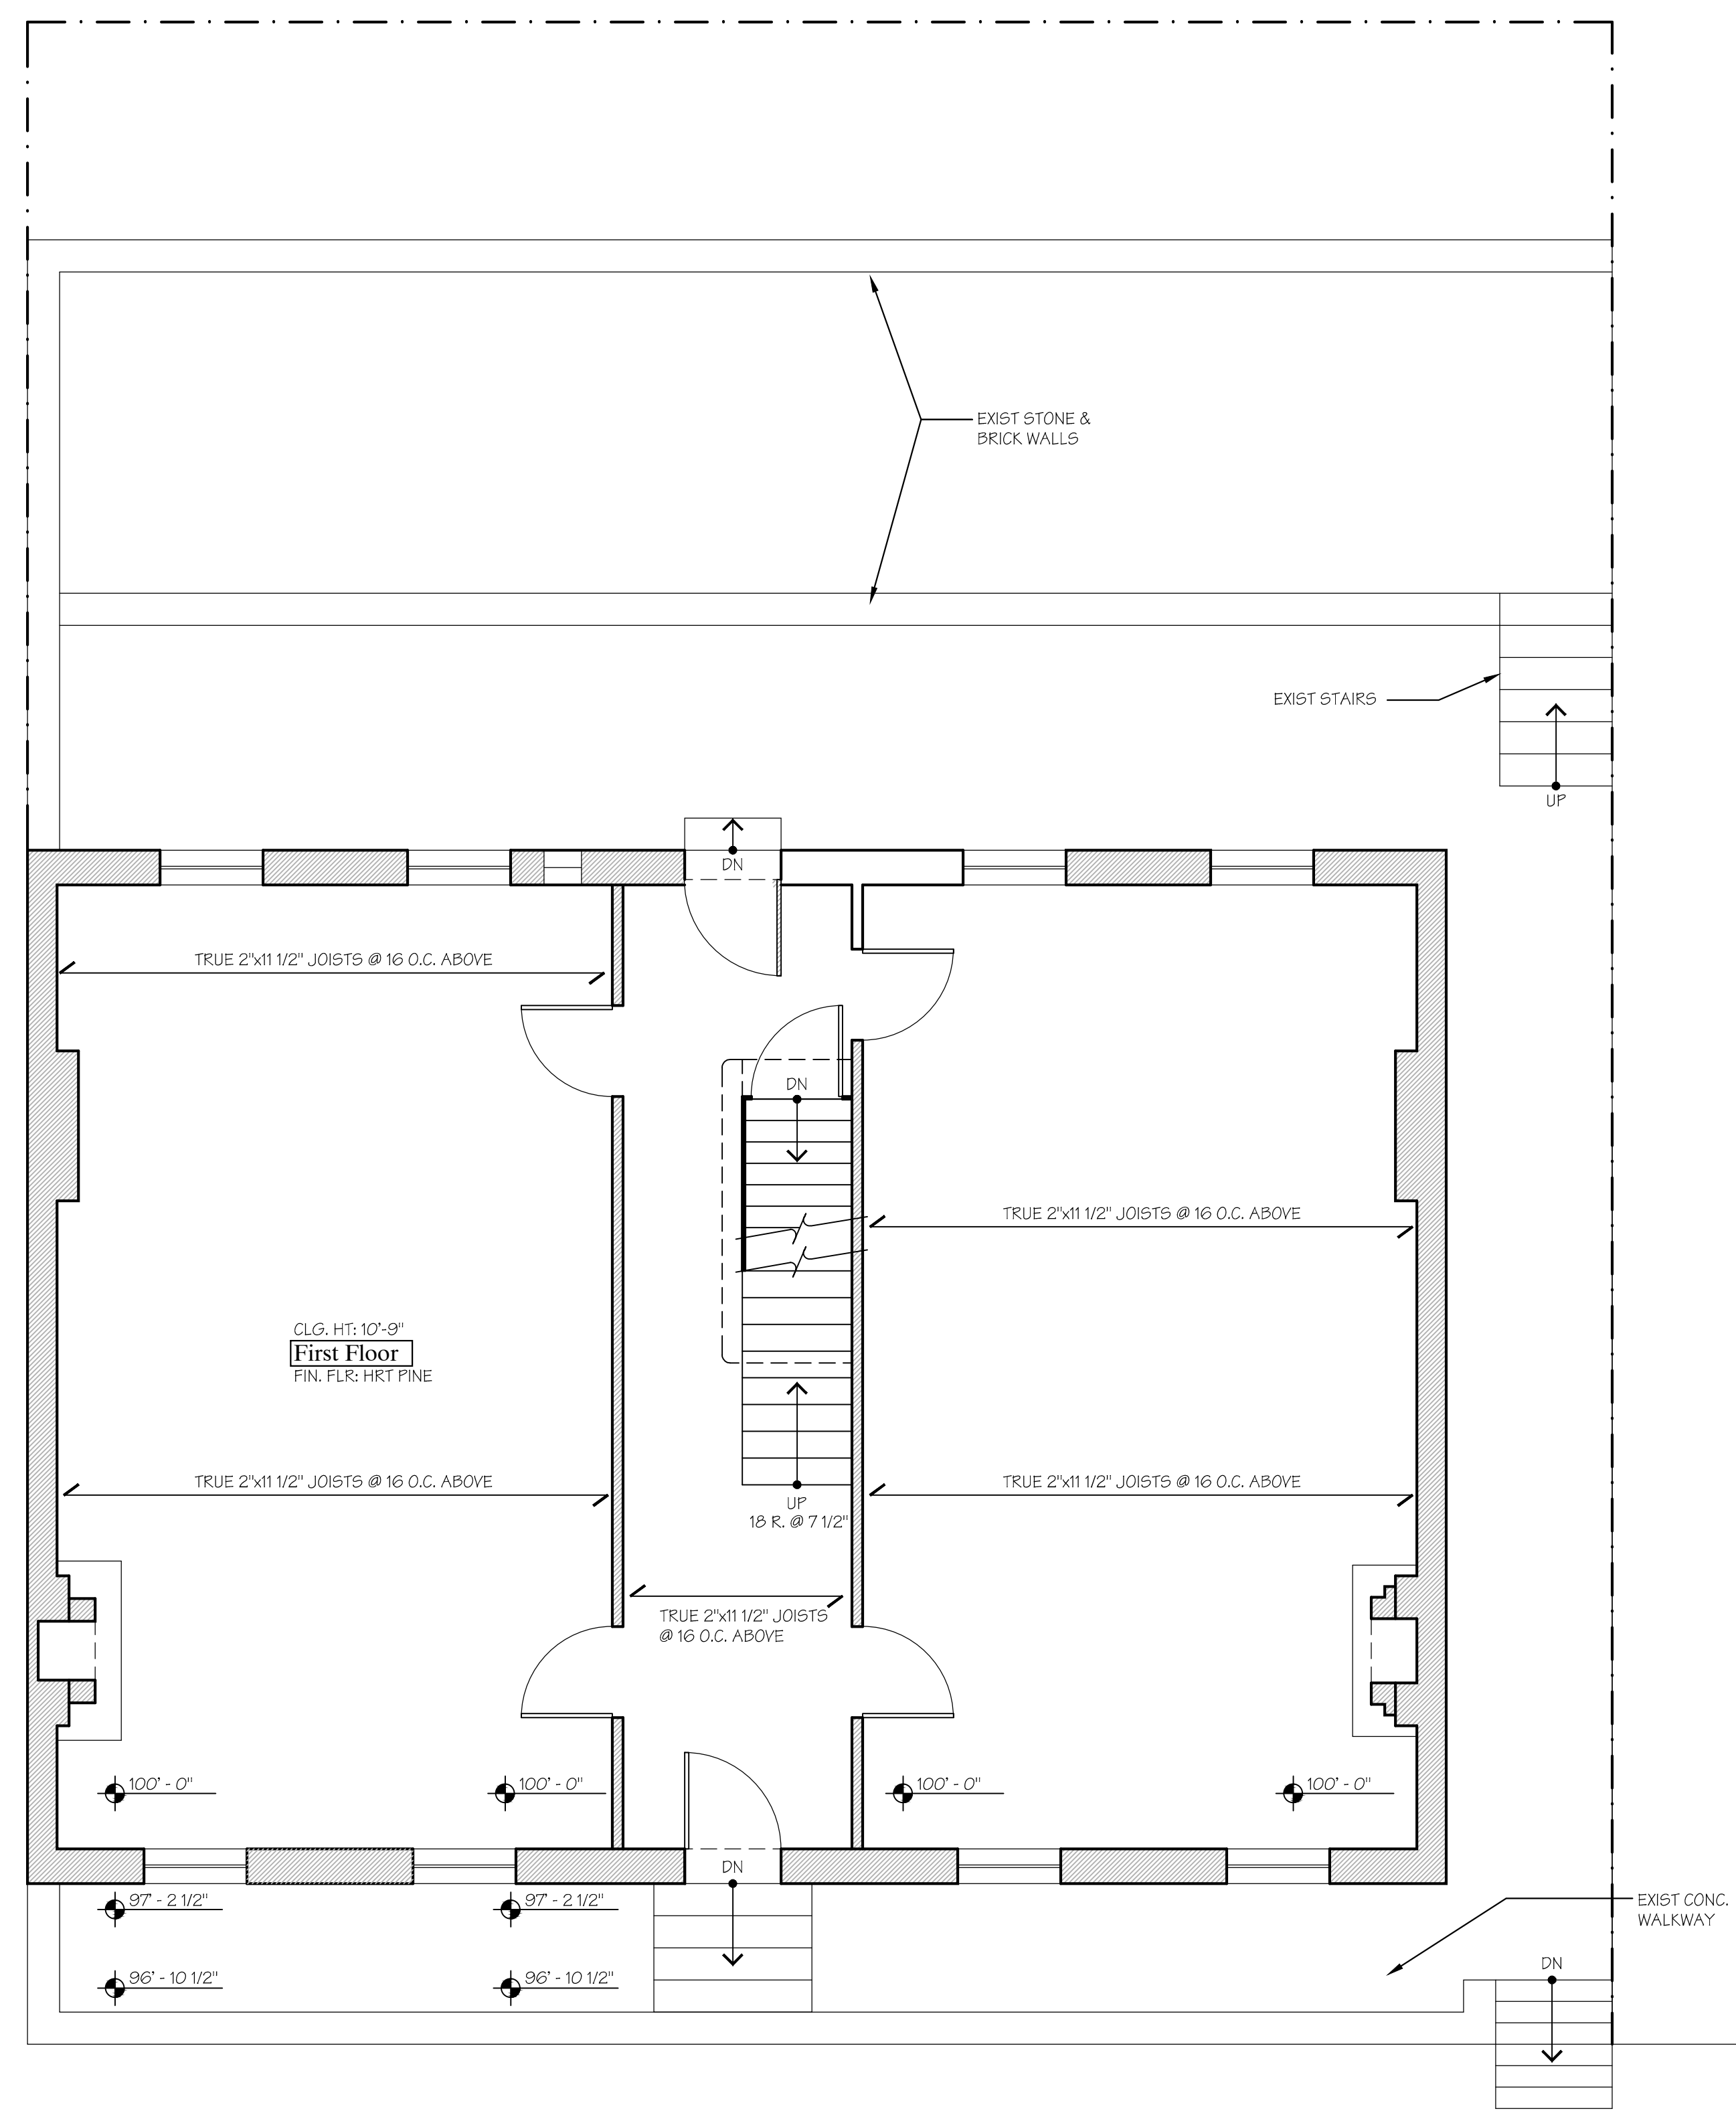 EXIST STONE &
BRICK WALLS
EXIST STAIRS
UP
DN
TRUE 2"x11 1/2" JOISTS @ 16 O.C. ABOVE
DN
TRUE 2"x11 1/2" JOISTS @ 16 O.C. ABOVE
CLG. HT: 10'-9"
First Floor
FIN. FLR: HRT PINE
TRUE 2"x11 1/2" JOISTS @ 16 O.C. ABOVE
TRUE 2"x11 1/2" JOISTS @ 16 O.C. ABOVE
UP
18 R. @ 7 1/2"
TRUE 2"x11 1/2" JOISTS
@ 16 O.C. ABOVE
100' - 0"
100' - 0"
100' - 0"
100' - 0"
DN
97' - 2 1/2"
97' - 2 1/2"
EXIST CONC.
WALKWAY
96' - 10 1/2"
96' - 10 1/2"
DN